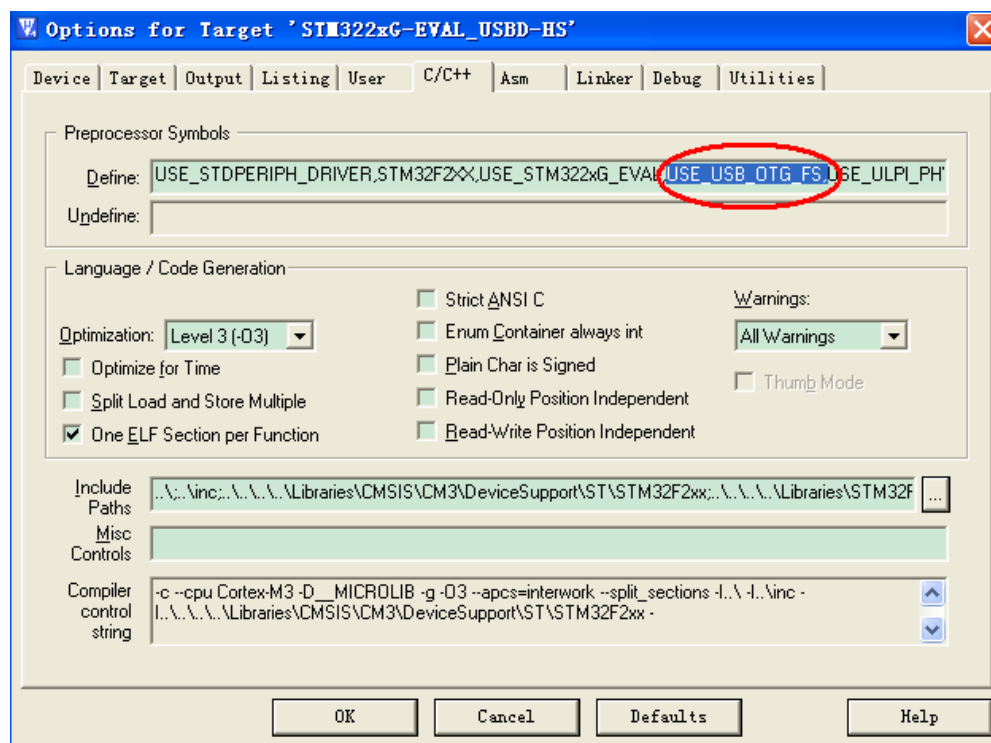 Options for Target 'STM322xG-EVAL_USBD-HS'
Device Target Output Listing User C/C++ Asm Linker Debug Utilities
Preprocessor Symbols
Define: USE_STDPERIPH_DRIVER,STM32F2XX,USE_STM322xG_EVAL,USE_USB_OTG_FS,USE_ULPI_PH
Undefine:
Language / Code Generation
Strict ANSI C Warnings:
Optimization: Level 3 (-O3) Enum Container always int All Warnings
Optimize for Time Plain Char is Signed Thumb Mode
Split Load and Store Multiple Read-Only Position Independent
One ELF Section per Function Read-Write Position Independent
Include Paths ..\;..\inc;..\..\..\..\Libraries\CMSIS\CM3\DeviceSupport\ST\STM32F2xx;..\..\..\..\Libraries\STM32F ...
Misc Controls
Compiler control string -c --cpu Cortex-M3 -D__MICROLIB -g -O3 --apcs=interwork --split_sections -I..\ -I..\inc -
I..\..\..\..\Libraries\CMSIS\CM3\DeviceSupport\ST\STM32F2xx -
OK Cancel Defaults Help